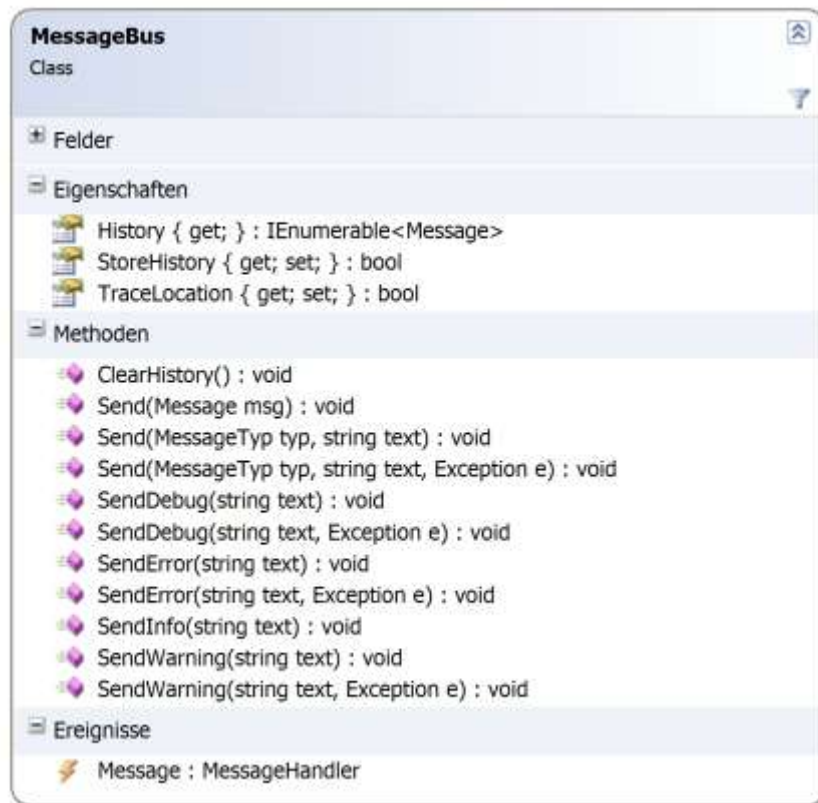 MessageBus
Class
Felder
Eigenschaften
History { get; } : IEnumerable<Message>
StoreHistory { get; set; } : bool
TraceLocation { get; set; } : bool
Methoden
ClearHistory() : void
Send(Message msg) : void
Send(MessageTyp typ, string text) : void
Send(MessageTyp typ, string text, Exception e) : void
SendDebug(string text) : void
SendDebug(string text, Exception e) : void
SendError(string text) : void
SendError(string text, Exception e) : void
SendInfo(string text) : void
SendWarning(string text) : void
SendWarning(string text, Exception e) : void
Ereignisse
Message : MessageHandler